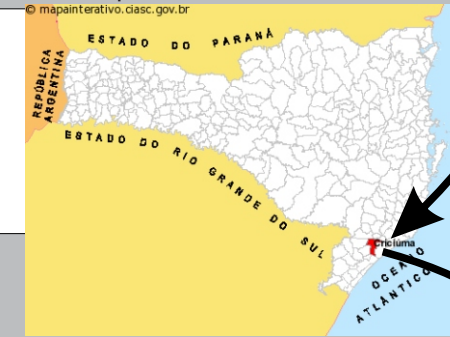 © mapainterativo.ciasc.gov.br
ESTADO DO PARANÁ
REPÚBLICA
ARGENTINA
ESTADO DO RIO GRANDE DO SUL
Criciúma
OCEANO
ATLÂNTICO